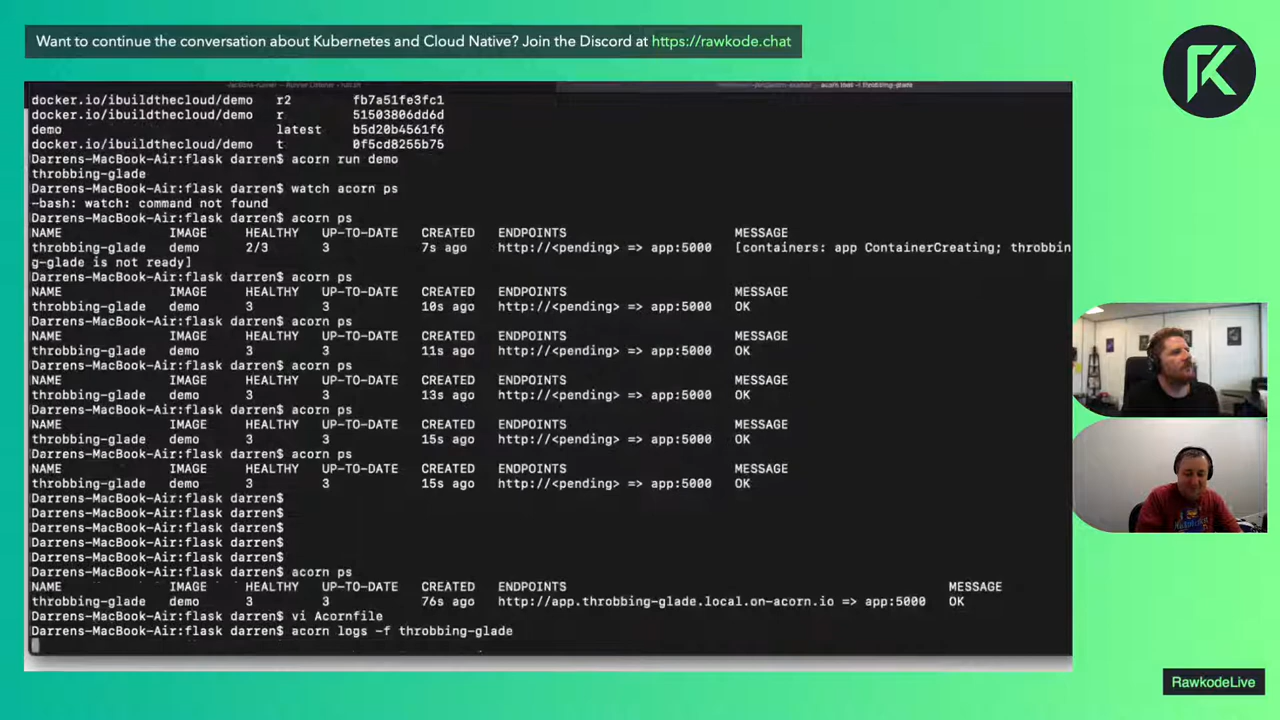 Want to continue the conversation about Kubernetes and Cloud Native? Join the Discord at https://rawkode.chat
docker.io/ibuildthecloud/demo r2 fb7a51fe3fc1
docker.io/ibuildthecloud/demo r 51503806dd6d
demo latest b5d20b4561f6
docker.io/ibuildthecloud/demo t 0f5cd8255b75
Darrens-MacBook-Air:flask darren$ acorn run demo
throbbing-glade
Darrens-MacBook-Air:flask darren$ watch acorn ps
-bash: watch: command not found
Darrens-MacBook-Air:flask darren$ acorn ps
NAME IMAGE HEALTHY UP-TO-DATE CREATED ENDPOINTS MESSAGE
throbbing-glade demo 2/3 3 7s ago http://<pending> => app:5000 [containers: app ContainerCreating; throbbin
g-glade is not ready]
Darrens-MacBook-Air:flask darren$ acorn ps
NAME IMAGE HEALTHY UP-TO-DATE CREATED ENDPOINTS MESSAGE
throbbing-glade demo 3 3 10s ago http://<pending> => app:5000 OK
Darrens-MacBook-Air:flask darren$ acorn ps
NAME IMAGE HEALTHY UP-TO-DATE CREATED ENDPOINTS MESSAGE
throbbing-glade demo 3 3 11s ago http://<pending> => app:5000 OK
Darrens-MacBook-Air:flask darren$ acorn ps
NAME IMAGE HEALTHY UP-TO-DATE CREATED ENDPOINTS MESSAGE
throbbing-glade demo 3 3 13s ago http://<pending> => app:5000 OK
Darrens-MacBook-Air:flask darren$ acorn ps
NAME IMAGE HEALTHY UP-TO-DATE CREATED ENDPOINTS MESSAGE
throbbing-glade demo 3 3 15s ago http://<pending> => app:5000 OK
Darrens-MacBook-Air:flask darren$ acorn ps
NAME IMAGE HEALTHY UP-TO-DATE CREATED ENDPOINTS MESSAGE
throbbing-glade demo 3 3 15s ago http://<pending> => app:5000 OK
Darrens-MacBook-Air:flask darren$
Darrens-MacBook-Air:flask darren$
Darrens-MacBook-Air:flask darren$
Darrens-MacBook-Air:flask darren$
Darrens-MacBook-Air:flask darren$
Darrens-MacBook-Air:flask darren$ acorn ps
NAME IMAGE HEALTHY UP-TO-DATE CREATED ENDPOINTS MESSAGE
throbbing-glade demo 3 3 76s ago http://app.throbbing-glade.local.on-acorn.io => app:5000 OK
Darrens-MacBook-Air:flask darren$ vi Acornfile
Darrens-MacBook-Air:flask darren$ acorn logs -f throbbing-glade
RawkodeLive